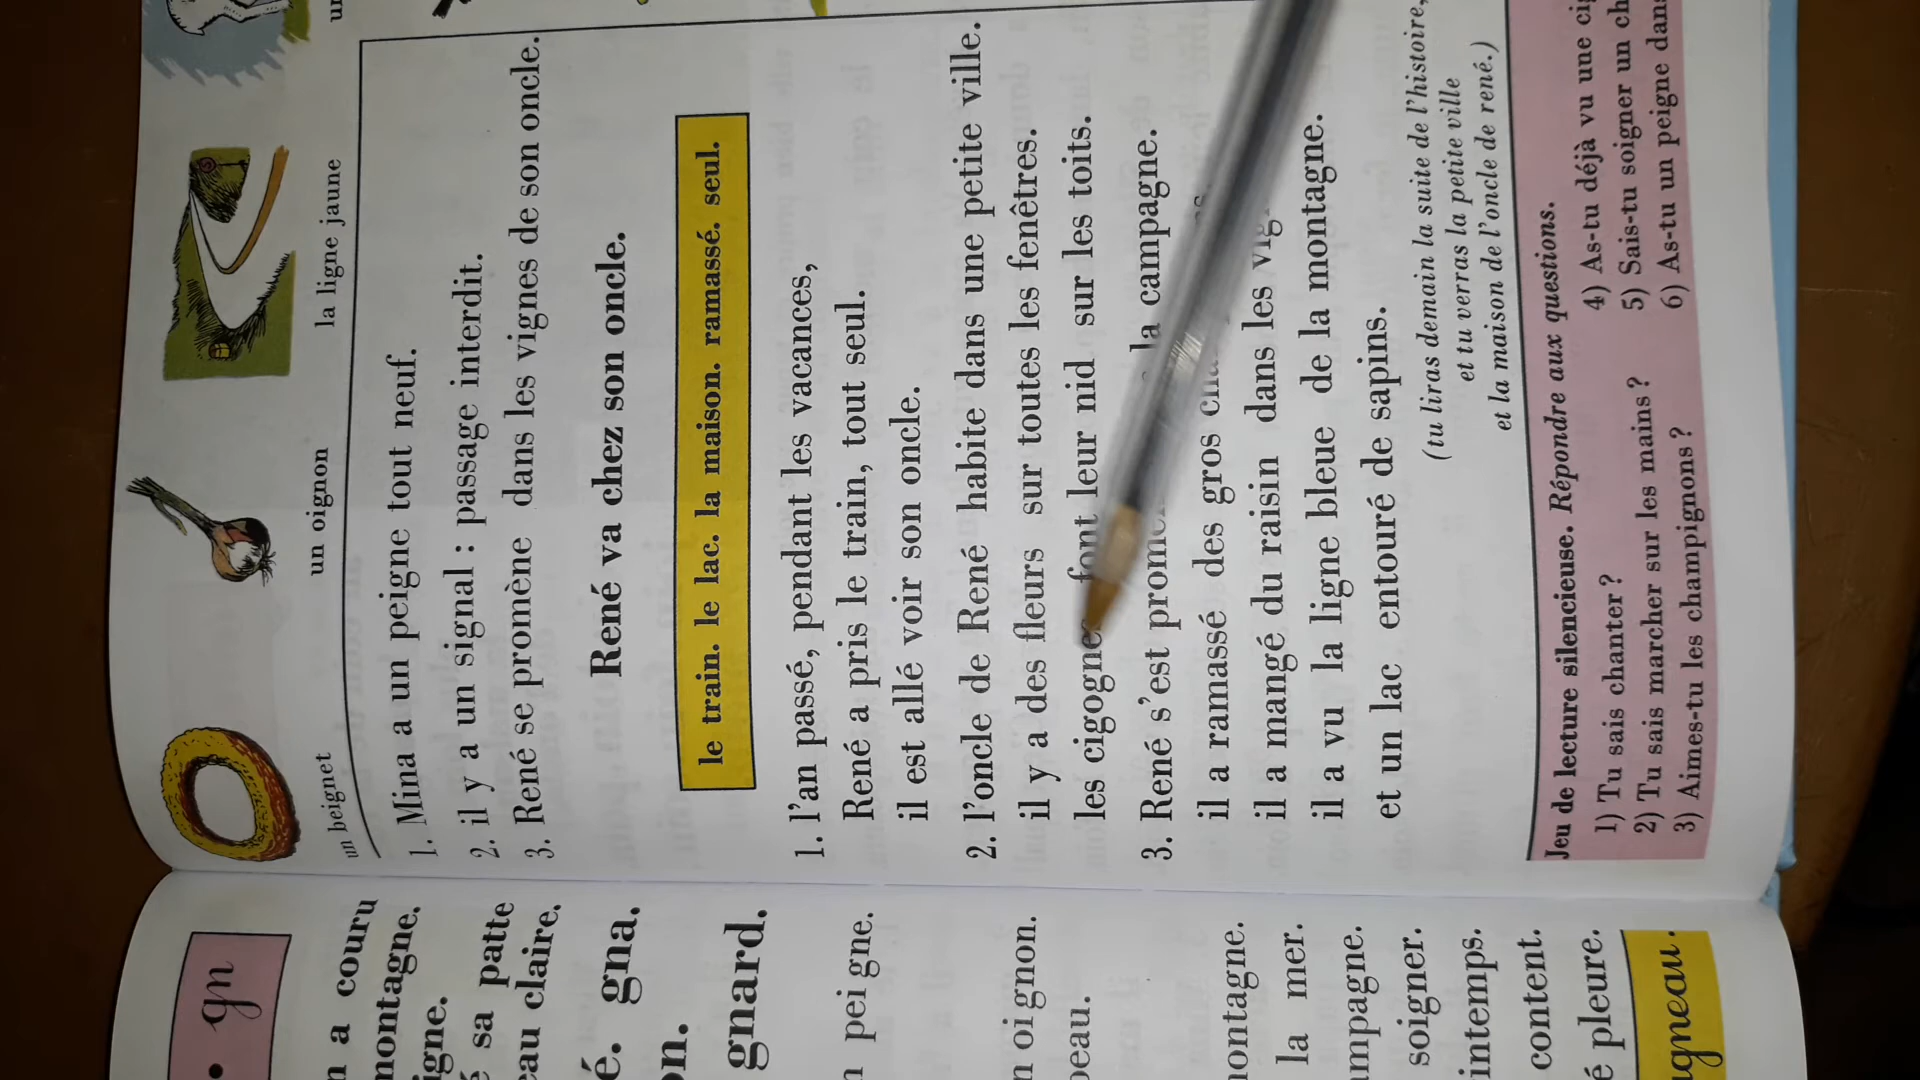 un beignet
un oignon
la ligne jaune
1. Mina a un peigne tout neuf.
2. il y a un signal : passage interdit.
3. René se promène dans les vignes de son oncle.
René va chez son oncle.
le train. le lac. la maison. ramassé. seul.
1. l'an passé, pendant les vacances,
René a pris le train, tout seul.
il est allé voir son oncle.
2. l'oncle de René habite dans une petite ville.
il y a des fleurs sur toutes les fenêtres.
les cigognes font leur nid sur les toits.
3. René s'est la campagne.
il a ramassé des gros
il a mangé du raisin dans les
il a vu la ligne bleue de la montagne.
et un lac entouré de sapins.
(tu liras demain la suite de l'histoire,
et tu verras la petite ville
et la maison de l'oncle de rené.)
Jeu de lecture silencieuse. Répondre aux questions.
1) Tu sais chanter ?
2) Tu sais marcher sur les mains ?
3) Aimes-tu les champignons ?
4) As-tu déjà vu une
5) Sais-tu soigner un
6) As-tu un peigne dans
gn
a couru
montagne.
sa patte
claire.
gna.
gnard.
peigne.
oignon.
la mer.
soigner.
content.
pleure.